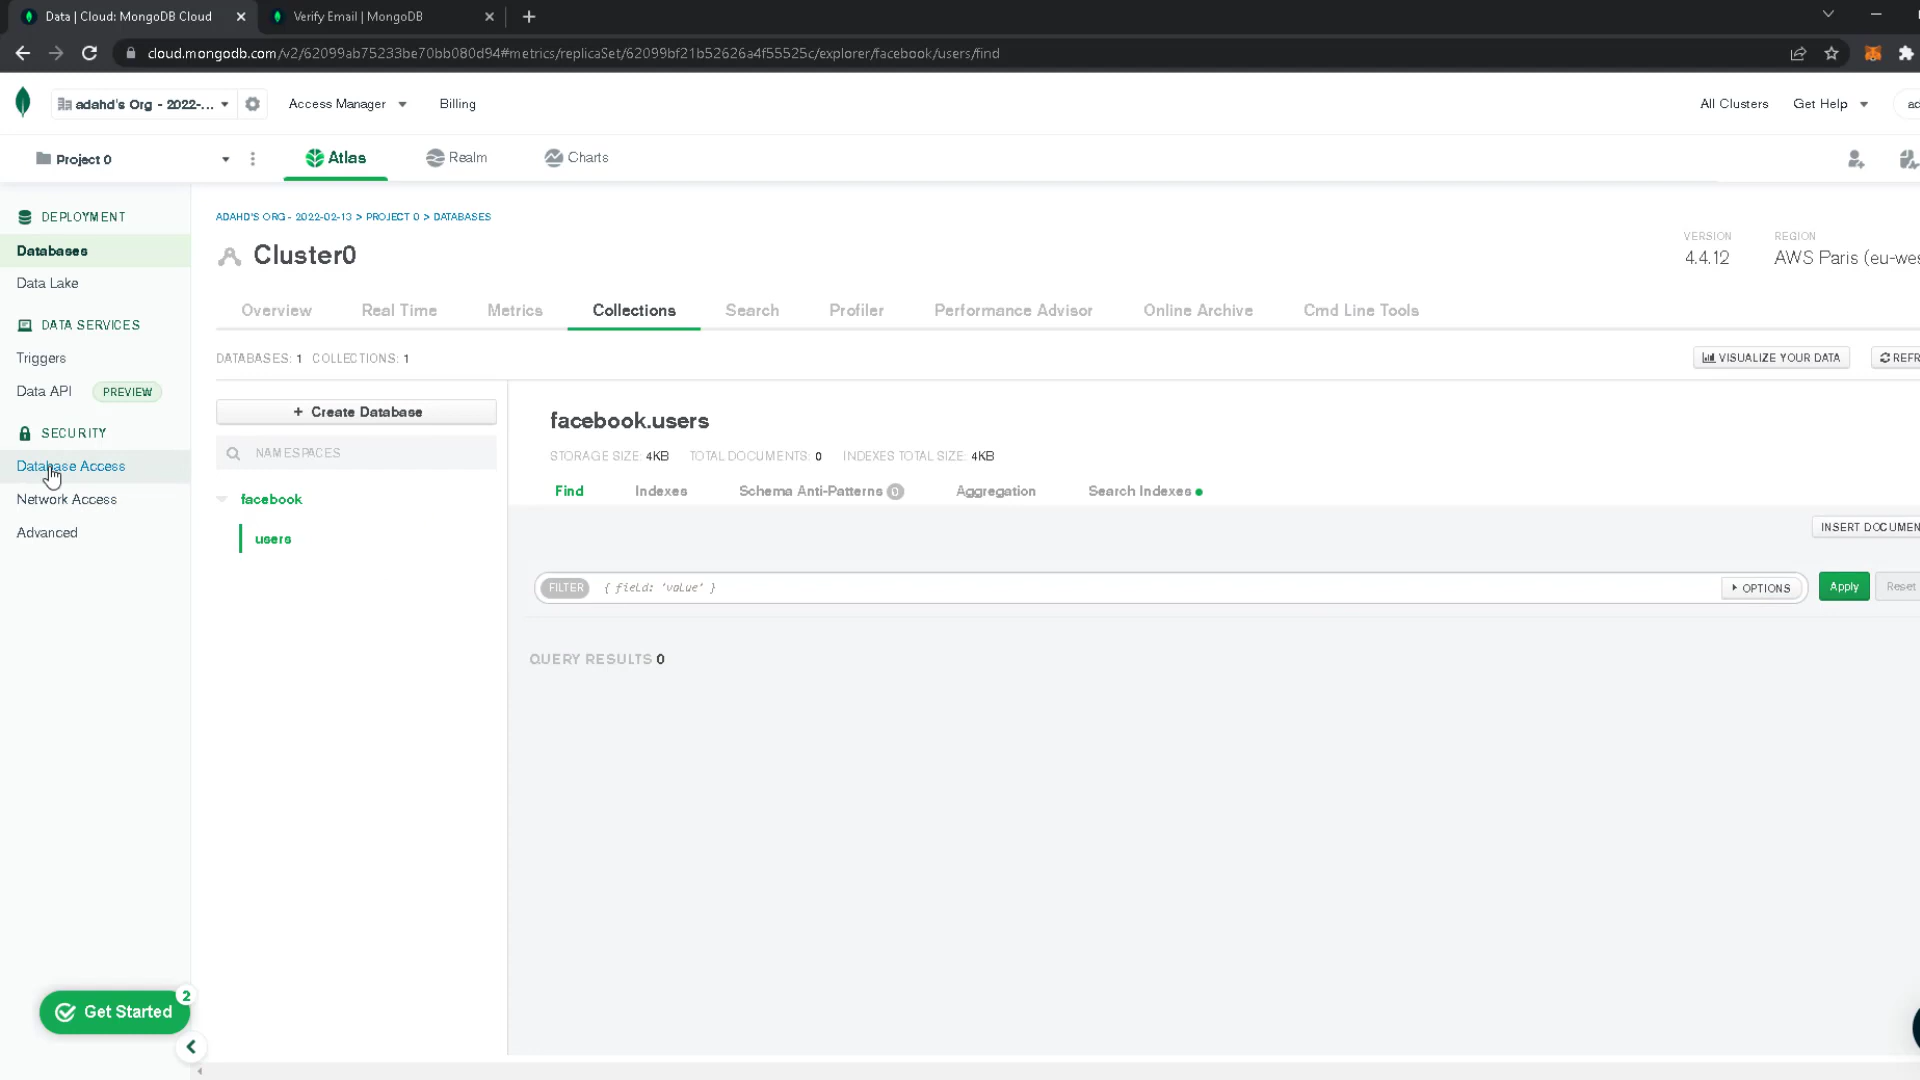 Data | Cloud: MongoDB Cloud
Verify Email | MongoDB
cloud.mongodb.com/v2/62099ab75233be70bb080d94#metrics/replicaSet/62099bf21b52626a4f55525c/explorer/facebook/users/find
adahd's Org - 2022-...
Access Manager
Billing
All Clusters
Get Help
Project 0
Atlas
Realm
Charts
DEPLOYMENT
Databases
Data Lake
DATA SERVICES
Triggers
Data API PREVIEW
SECURITY
Database Access
Network Access
Advanced
Get Started
2
ADAHD'S ORG - 2022-02-13 > PROJECT 0 > DATABASES
Cluster0
VERSION
4.4.12
REGION
AWS Paris (eu-wes
Overview
Real Time
Metrics
Collections
Search
Profiler
Performance Advisor
Online Archive
Cmd Line Tools
DATABASES: 1 COLLECTIONS: 1
VISUALIZE YOUR DATA
REFR
+ Create Database
NAMESPACES
facebook
users
facebook.users
STORAGE SIZE: 4KB TOTAL DOCUMENTS: 0 INDEXES TOTAL SIZE: 4KB
Find
Indexes
Schema Anti-Patterns 0
Aggregation
Search Indexes
INSERT DOCUMEN
FILTER { field: 'value' }
OPTIONS
Apply
Reset
QUERY RESULTS 0